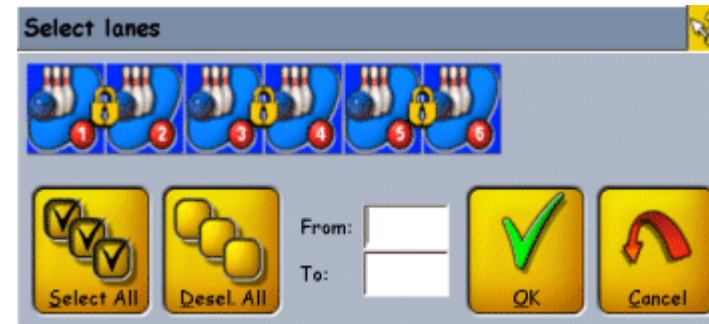 Select lanes
1 2 3 4 5 6
From:
To:
Select All
Desel. All
OK
Cancel